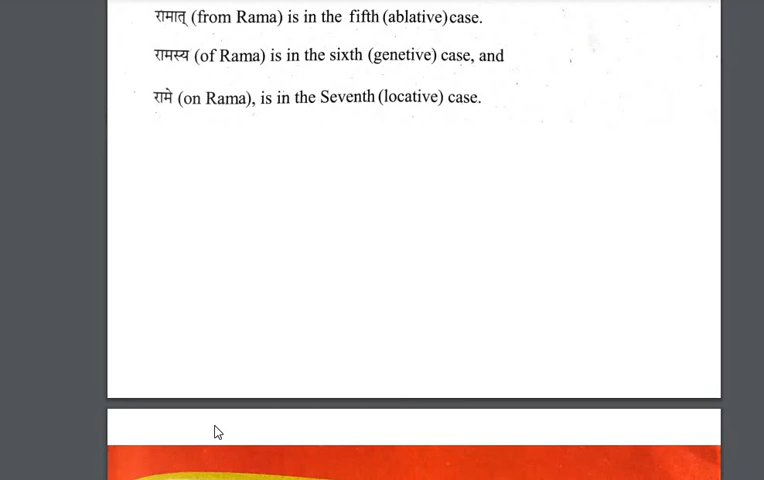 रामात् (from Rama) is in the fifth (ablative) case.
रामस्य (of Rama) is in the sixth (genetive) case, and
रामे (on Rama), is in the Seventh (locative) case.